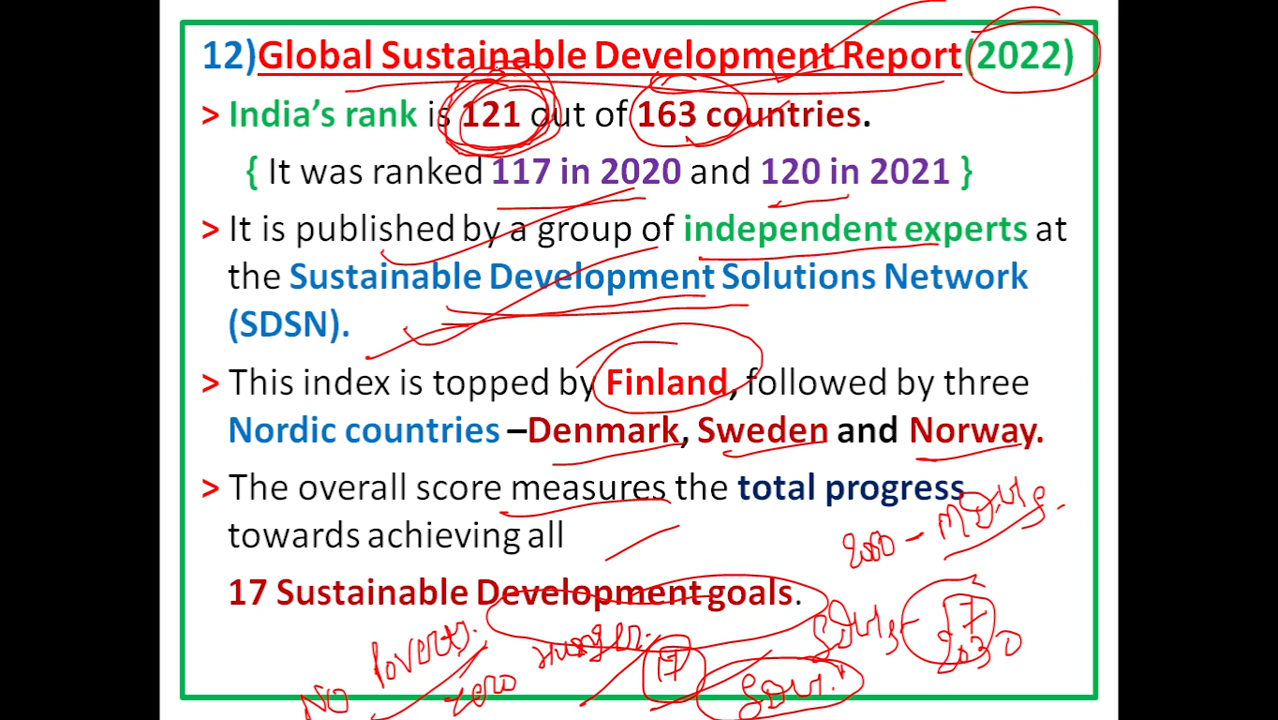 12)Global Sustainable Development Report(2022)
> India’s rank is 121 out of 163 countries.
{ It was ranked 117 in 2020 and 120 in 2021 }
> It is published by a group of independent experts at
the Sustainable Development Solutions Network
(SDSN).
> This index is topped by Finland, followed by three
Nordic countries –Denmark, Sweden and Norway.
> The overall score measures the total progress
towards achieving all
17 Sustainable Development goals.
No Poverty.
zero Hunger.
17
2030